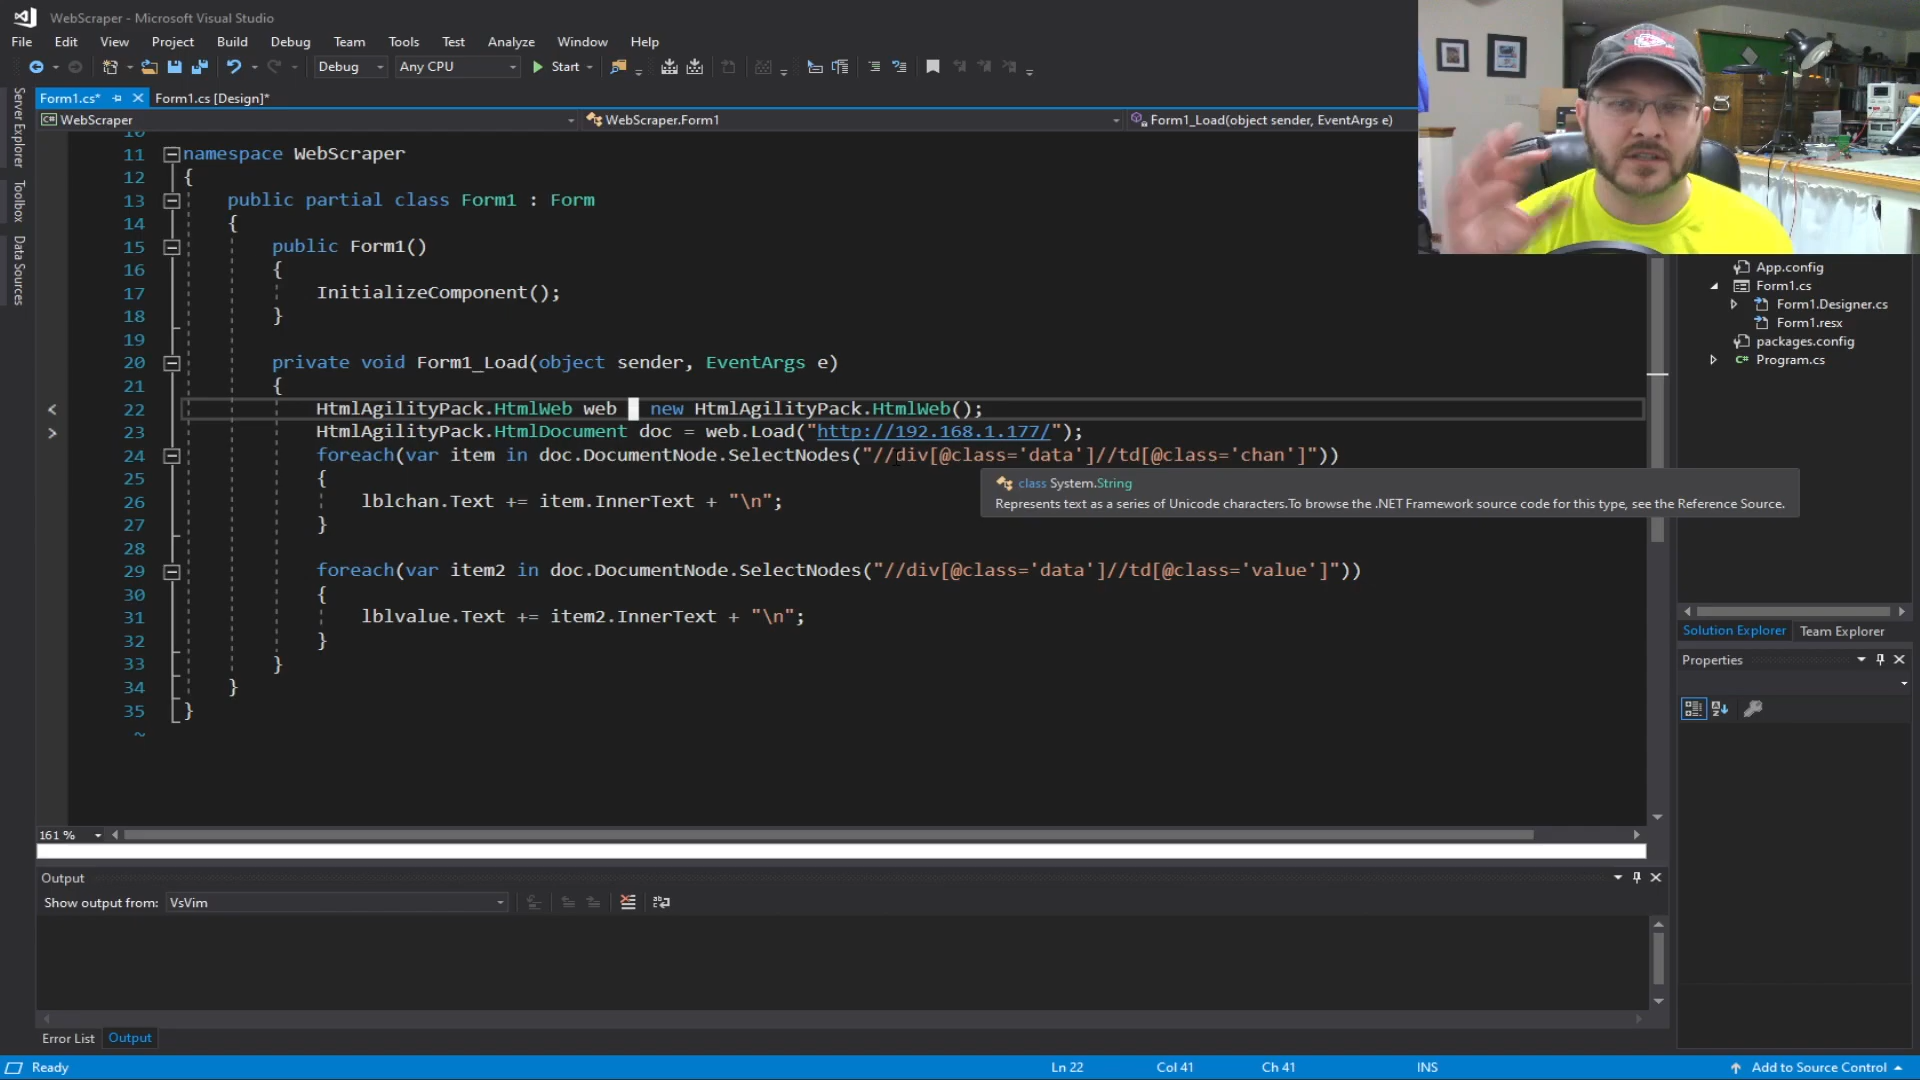 WebScraper - Microsoft Visual Studio
File Edit View Project Build Debug Team Tools Test Analyze Window Help
Debug Any CPU Start
Form1.cs* Form1.cs [Design]*
WebScraper WebScraper.Form1 Form1_Load(object sender, EventArgs e)
Server Explorer
Toolbox
Data Sources
10
11 namespace WebScraper
12 {
13 public partial class Form1 : Form
14 {
15 public Form1()
16 {
17 InitializeComponent();
18 }
19
20 private void Form1_Load(object sender, EventArgs e)
21 {
22 HtmlAgilityPack.HtmlWeb web new HtmlAgilityPack.HtmlWeb();
23 HtmlAgilityPack.HtmlDocument doc = web.Load("http://192.168.1.177/");
24 foreach(var item in doc.DocumentNode.SelectNodes("//div[@class='data']//td[@class='chan']"))
25 {
class System.String
Represents text as a series of Unicode characters.To browse the .NET Framework source code for this type, see the Reference Source.
26 lblchan.Text += item.InnerText + "\n";
27 }
28
29 foreach(var item2 in doc.DocumentNode.SelectNodes("//div[@class='data']//td[@class='value']"))
30 {
31 lblvalue.Text += item2.InnerText + "\n";
32 }
33 }
34 }
35 }
~
161 %
App.config
Form1.cs
Form1.Designer.cs
Form1.resx
packages.config
Program.cs
Solution Explorer Team Explorer
Properties
Output
Show output from: VsVim
Error List Output
Ready Ln 22 Col 41 Ch 41 INS Add to Source Control